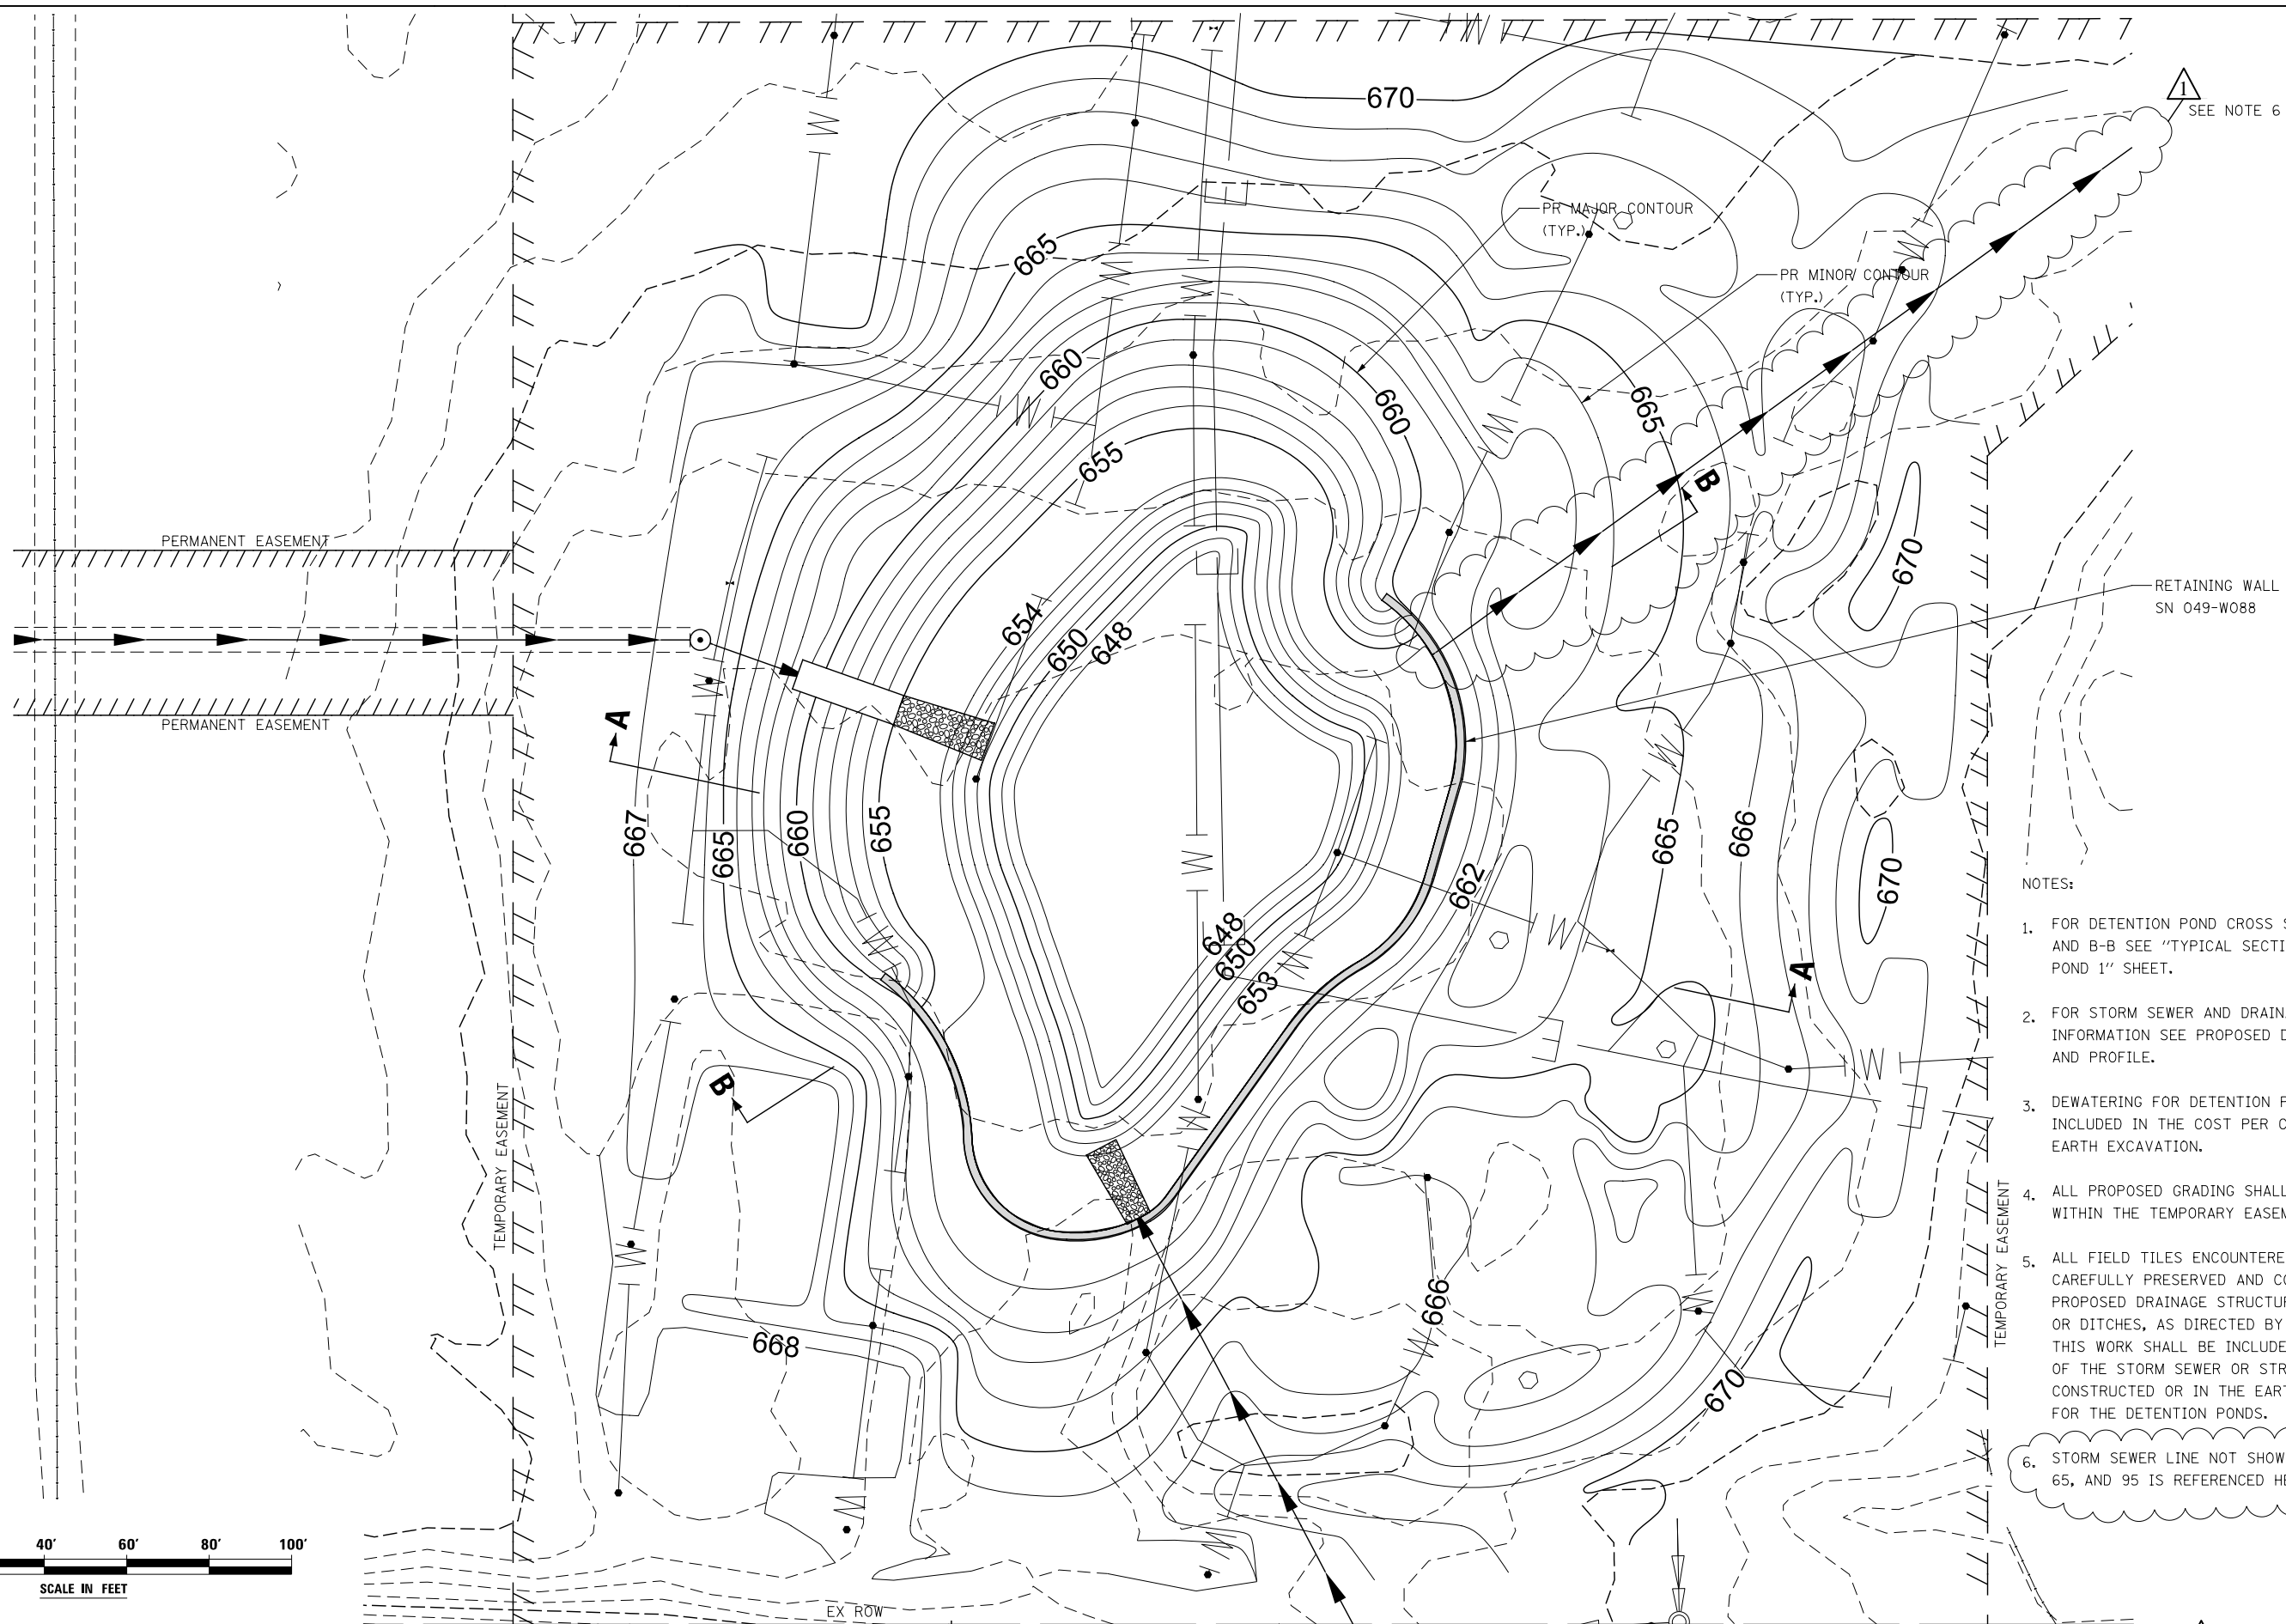 670
1
SEE NOTE 6
PR MAJOR CONTOUR
(TYP.)
665
PR MINOR CONTOUR
(TYP.)
660
660
665
655
B
PERMANENT EASEMENT
670
RETAINING WALL
SN 049-W088
654
650
648
A
PERMANENT EASEMENT
667
665
660
655
665
666
670
662
648
650
653
A
B
TEMPORARY EASEMENT
TEMPORARY EASEMENT
666
668
670
NOTES:
1. FOR DETENTION POND CROSS S
AND B-B SEE "TYPICAL SECTI
POND 1" SHEET.
2. FOR STORM SEWER AND DRAIN
INFORMATION SEE PROPOSED D
AND PROFILE.
3. DEWATERING FOR DETENTION P
INCLUDED IN THE COST PER C
EARTH EXCAVATION.
4. ALL PROPOSED GRADING SHALL
WITHIN THE TEMPORARY EASEM
5. ALL FIELD TILES ENCOUNTERE
CAREFULLY PRESERVED AND CO
PROPOSED DRAINAGE STRUCTUR
OR DITCHES, AS DIRECTED BY
THIS WORK SHALL BE INCLUDE
OF THE STORM SEWER OR STR
CONSTRUCTED OR IN THE EART
FOR THE DETENTION PONDS.
6. STORM SEWER LINE NOT SHOW
65, AND 95 IS REFERENCED HE
40' 60' 80' 100'
SCALE IN FEET
EX ROW